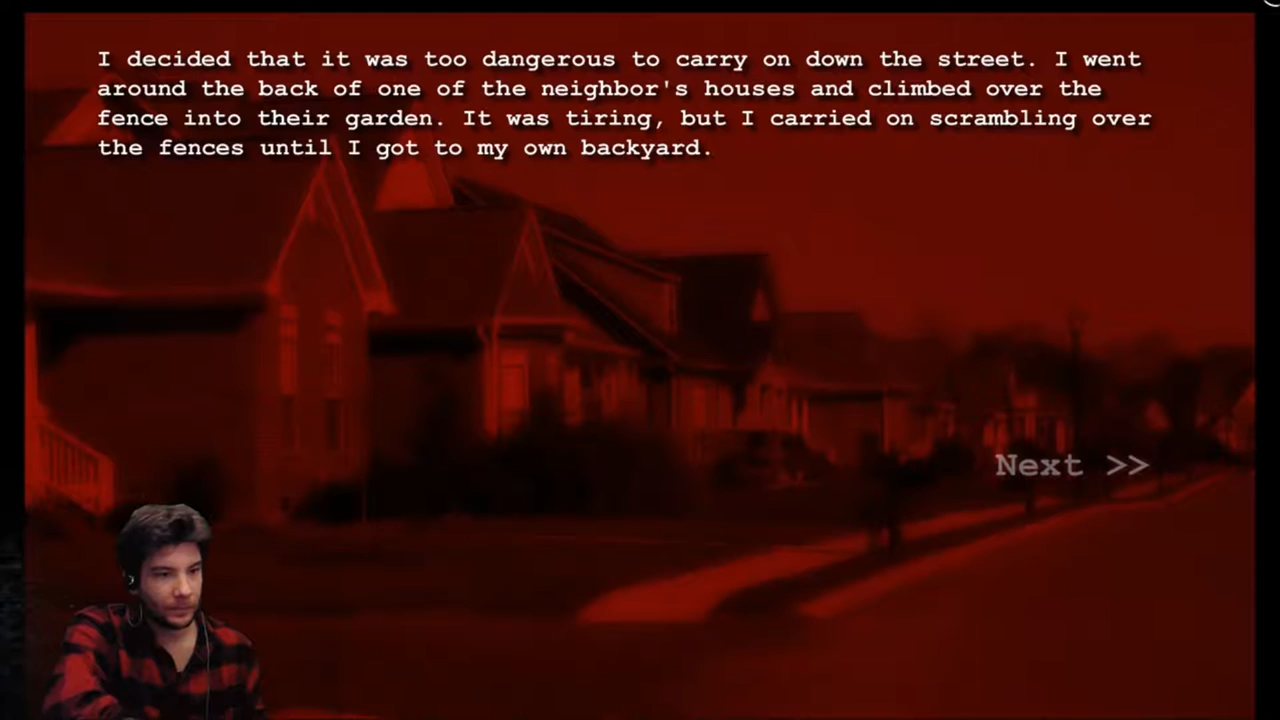 I decided that it was too dangerous to carry on down the street. I went
around the back of one of the neighbor's houses and climbed over the
fence into their garden. It was tiring, but I carried on scrambling over
the fences until I got to my own backyard.
Next >>